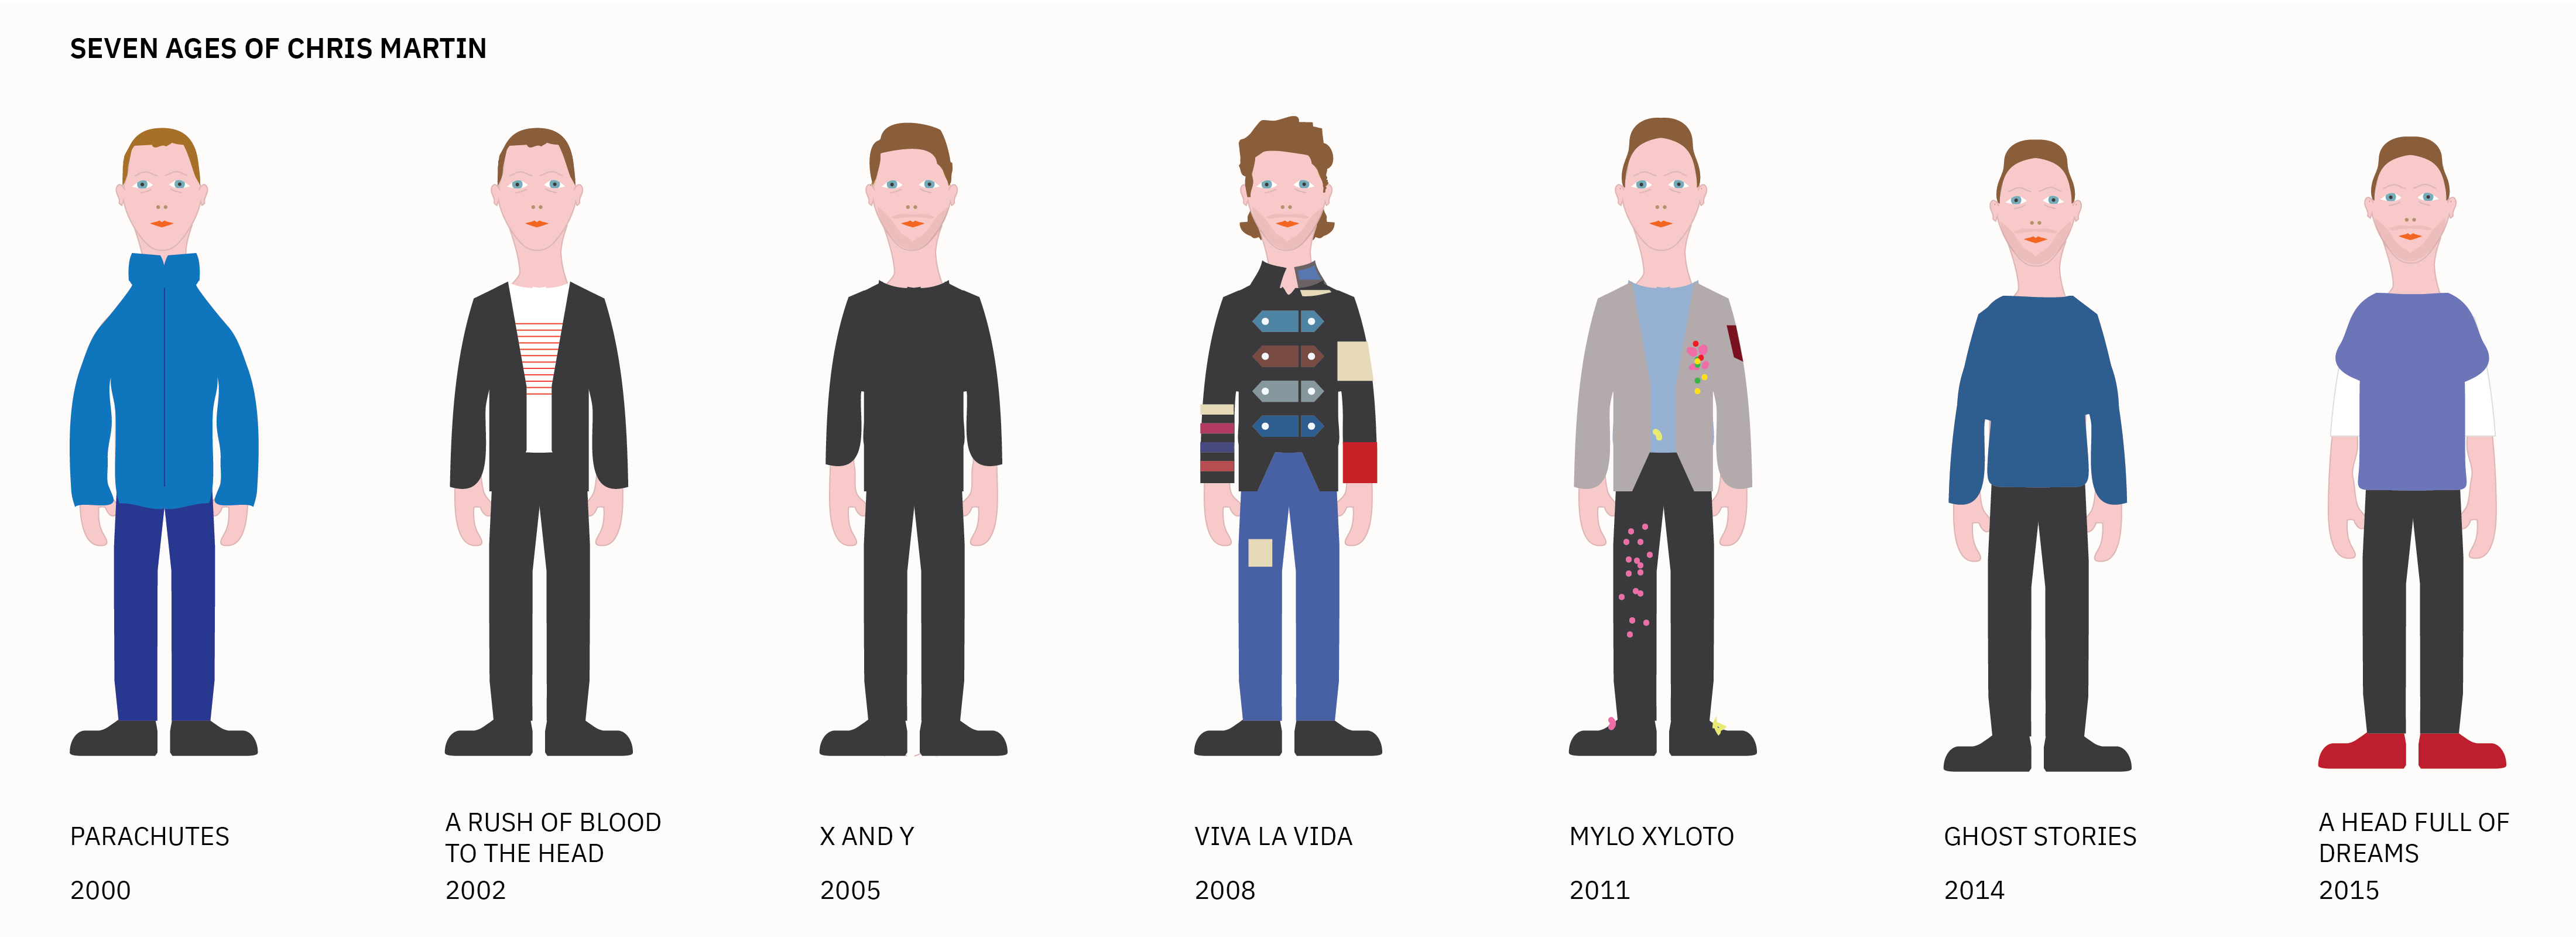 SEVEN AGES OF CHRIS MARTIN
PARACHUTES
2000
A RUSH OF BLOOD
TO THE HEAD
2002
X AND Y
2005
VIVA LA VIDA
2008
MYLO XYLOTO
2011
GHOST STORIES
2014
A HEAD FULL OF
DREAMS
2015